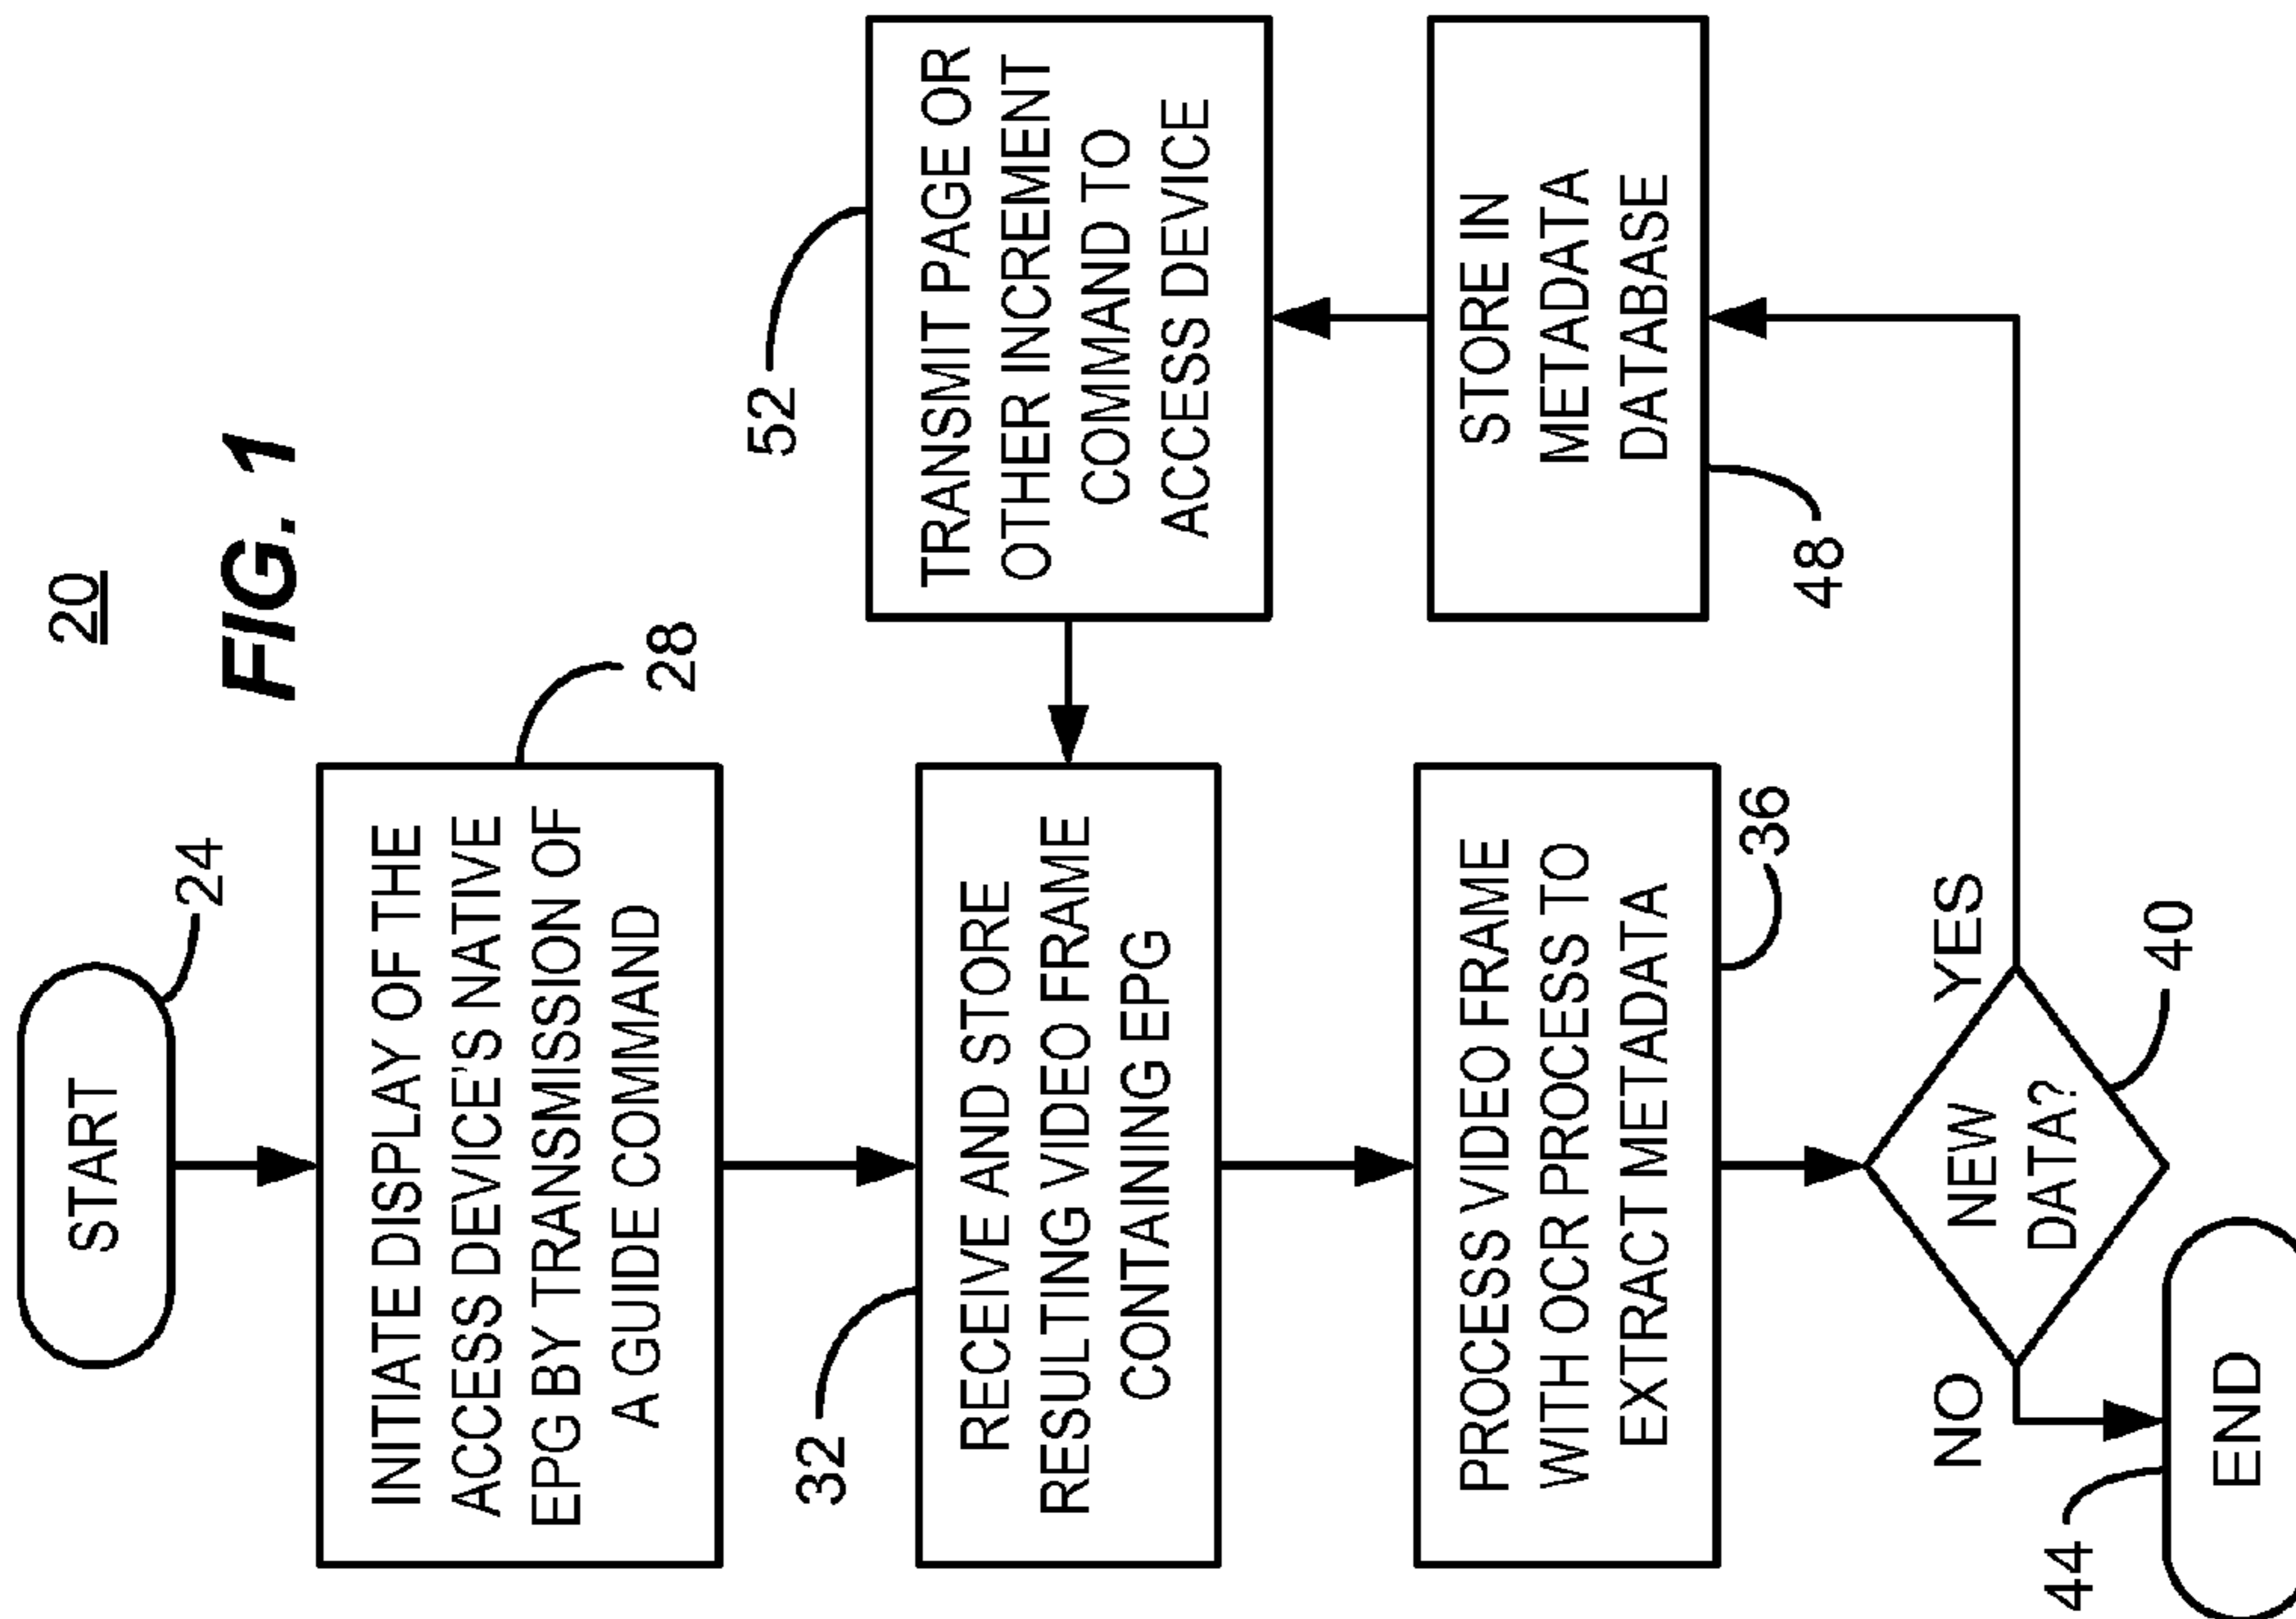 20
FIG. 1
START
24
INITIATE DISPLAY OF THE
ACCESS DEVICE'S NATIVE
EPG BY TRANSMISSION OF
A GUIDE COMMAND
28
32
RECEIVE AND STORE
RESULTING VIDEO FRAME
CONTAINING EPG
PROCESS VIDEO FRAME
WITH OCR PROCESS TO
EXTRACT METADATA
36
NEW
DATA?
40
YES
NO
44
END
48
STORE IN
METADATA
DATABASE
52
TRANSMIT PAGE OR
OTHER INCREMENT
COMMAND TO
ACCESS DEVICE